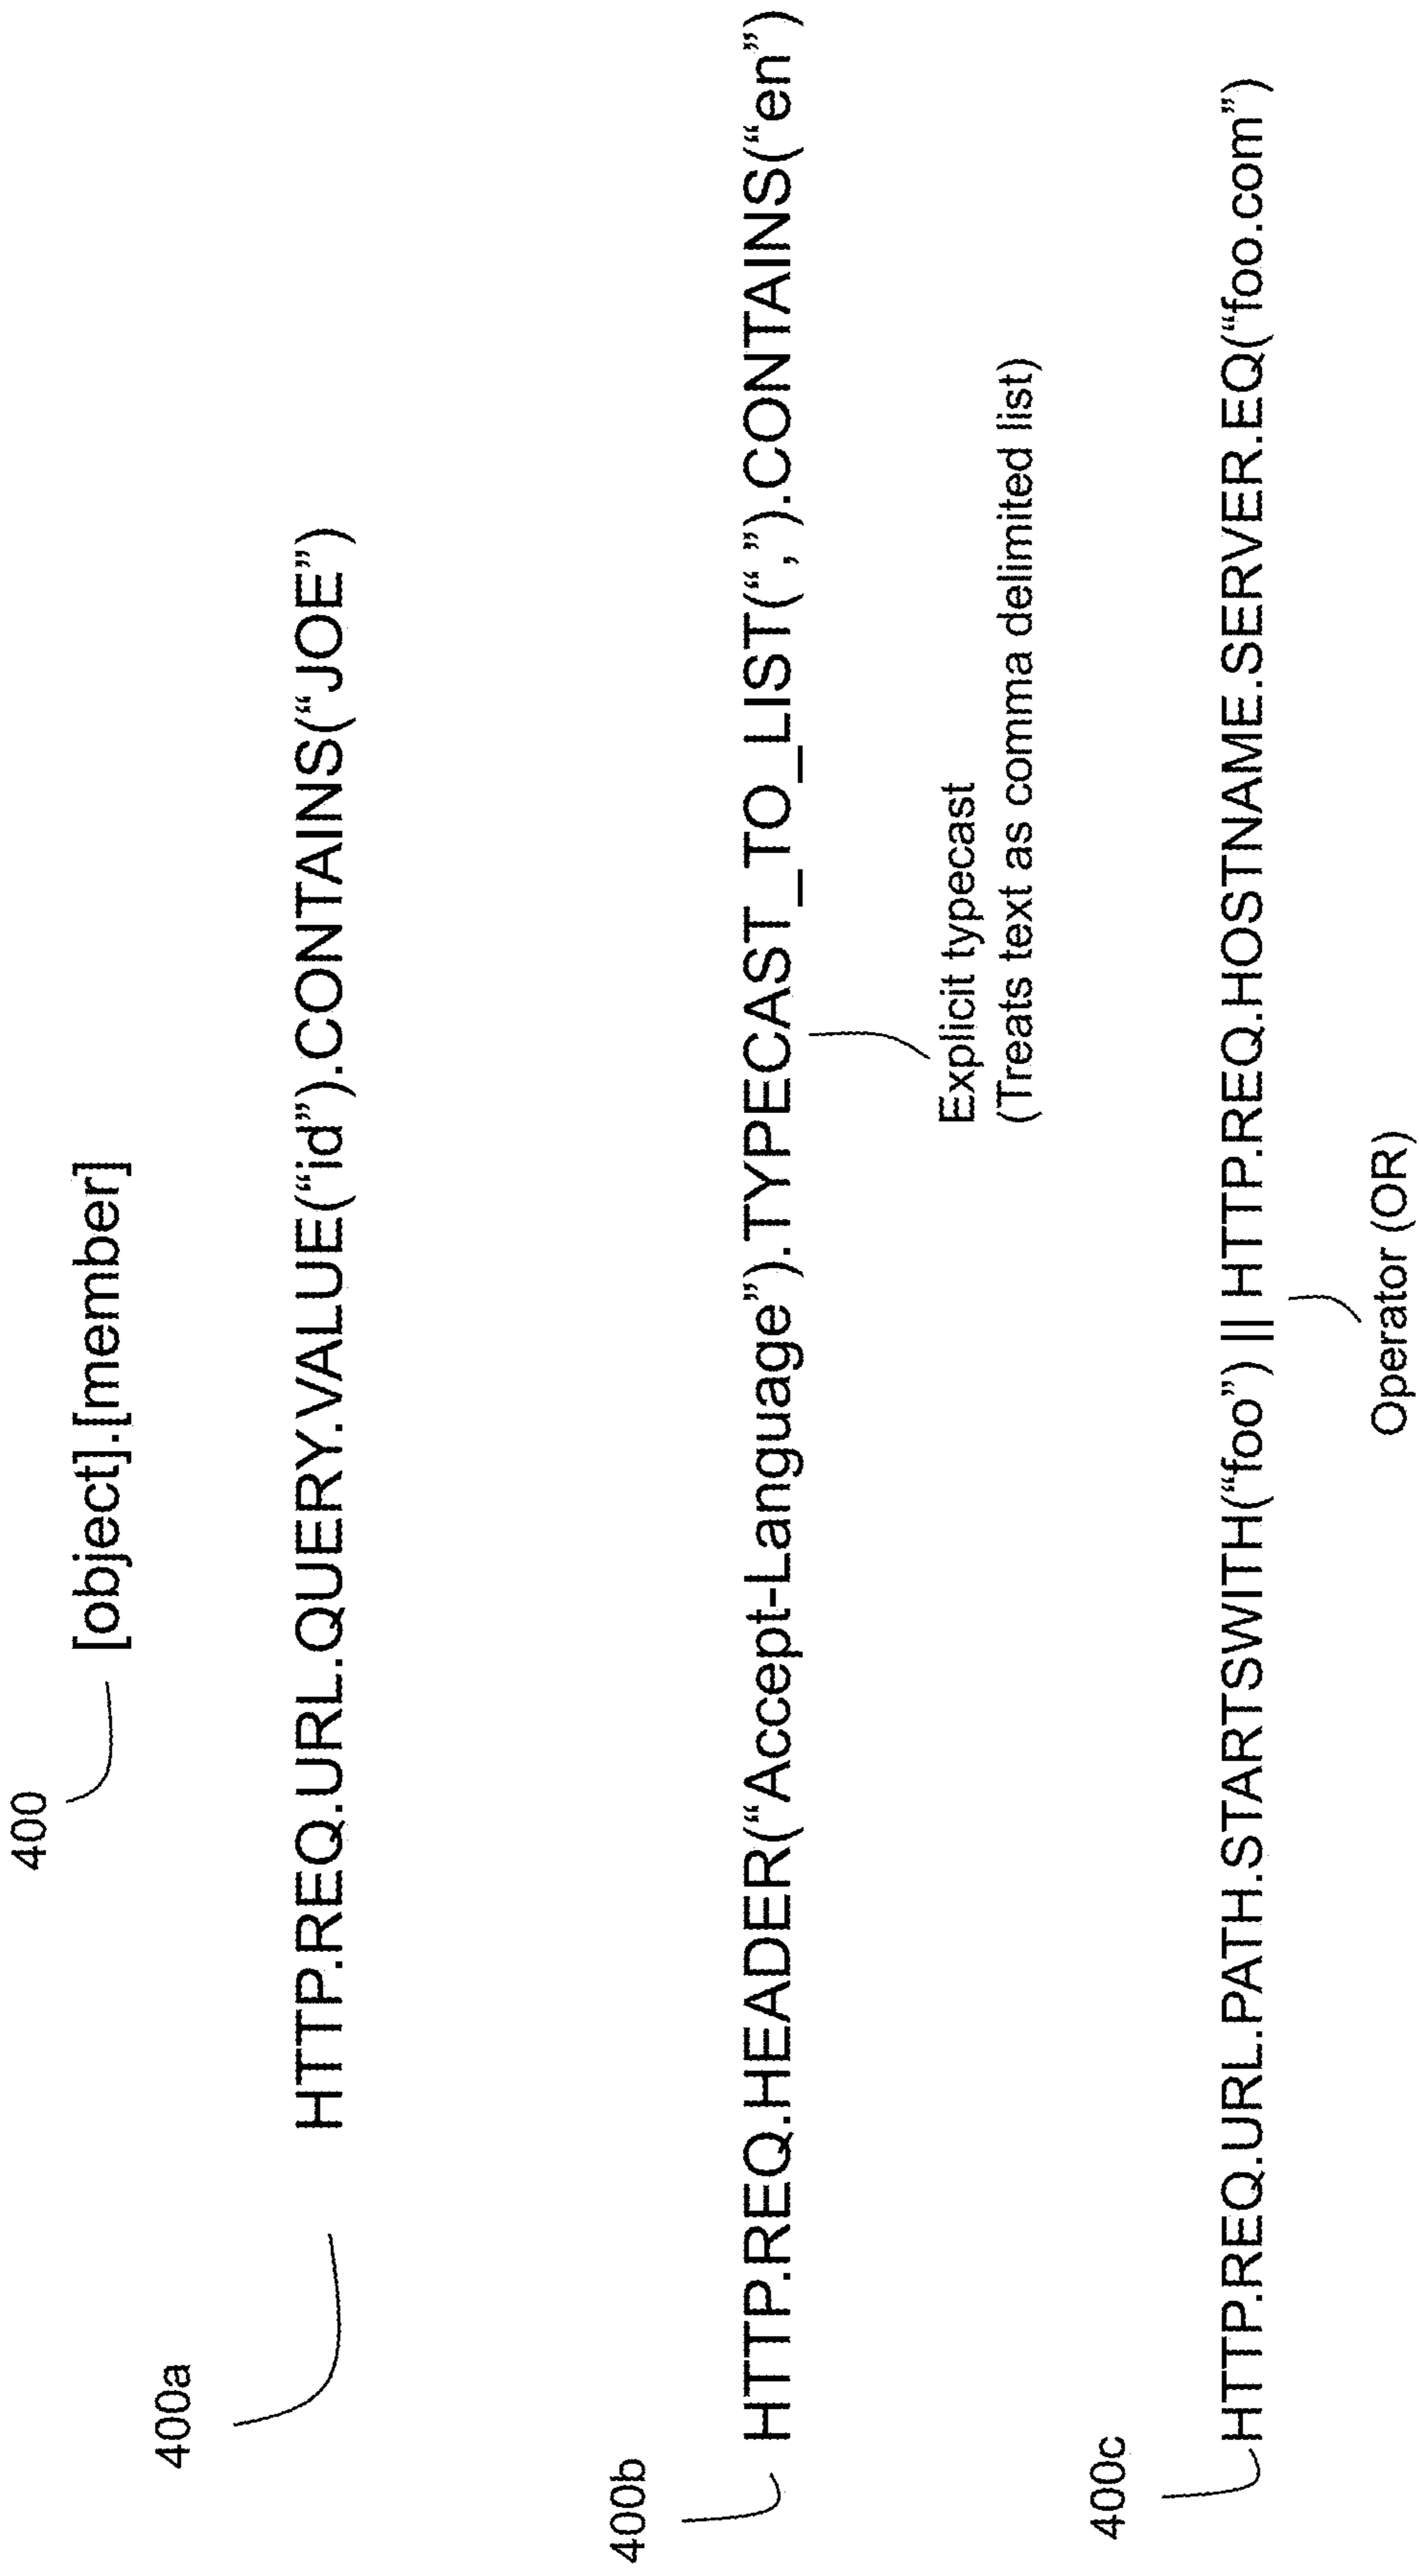 400
[object].[member]
400a
HTTP.REQ.URL.QUERY.VALUE(“id”).CONTAINS(“JOE”)
400b
HTTP.REQ.HEADER(“Accept-Language”).TYPECAST_TO_LIST(“,”).CONTAINS(“en”)
Explicit typecast
(Treats text as comma delimited list)
400c
HTTP.REQ.URL.PATH.STARTSWITH(“foo”) || HTTP.REQ.HOSTNAME.SERVER.EQ(“foo.com”)
Operator (OR)